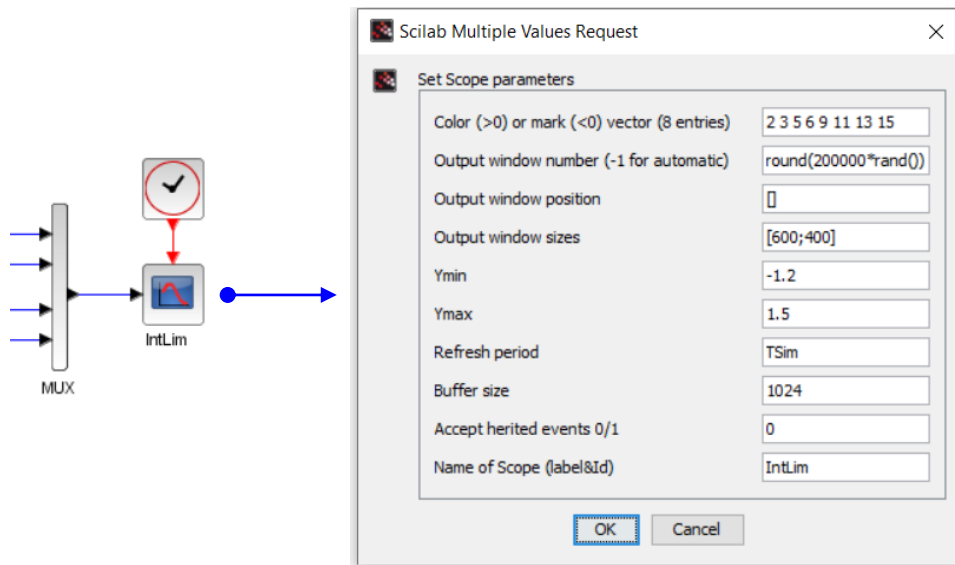 Scilab Multiple Values Request
Set Scope parameters
Color (>0) or mark (<0) vector (8 entries) 2 3 5 6 9 11 13 15
Output window number (-1 for automatic) round(200000*rand())
Output window position []
Output window sizes [600;400]
Ymin -1.2
Ymax 1.5
Refresh period TSim
Buffer size 1024
Accept herited events 0/1 0
Name of Scope (label&Id) IntLim
OK Cancel
IntLim
MUX